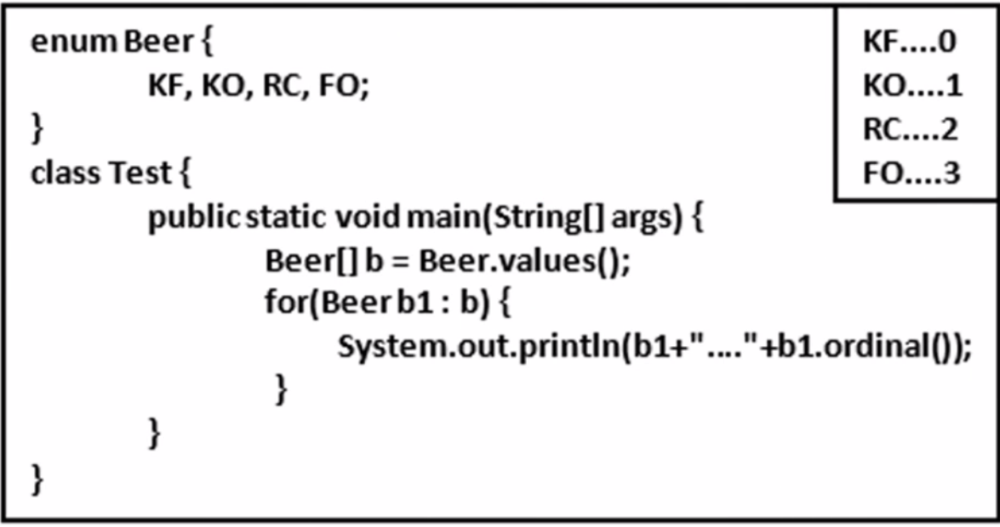 enum Beer {
KF, KO, RC, FO;
}
class Test {
public static void main(String[] args) {
Beer[] b = Beer.values();
for(Beer b1 : b) {
System.out.println(b1+"...."+b1.ordinal());
}
}
}
KF....0
KO....1
RC....2
FO....3